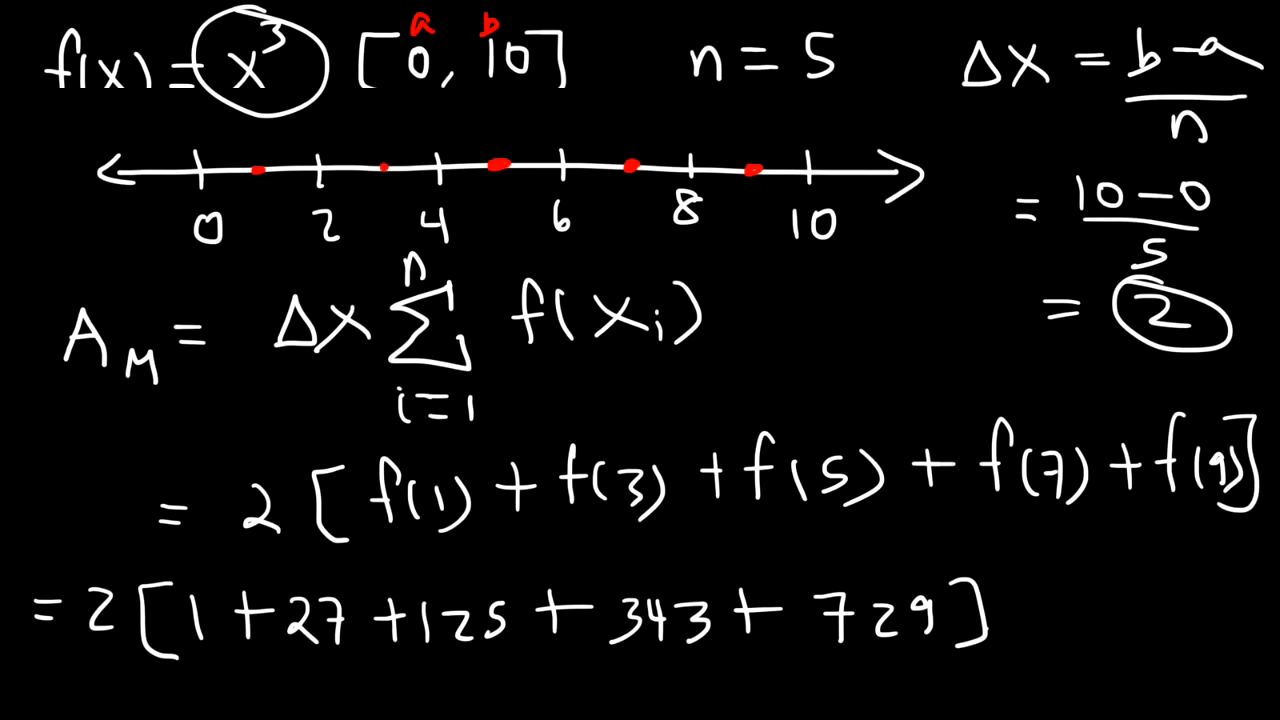 f(x) = x³ [0, 10] n = 5 Δx = b-a/n
a b
= 10-0/5
0 2 4 6 8 10
= 2
A_M = Δx ∑_{i=1}^{n} f(x_i)
= 2 [f(1) + f(3) + f(5) + f(7) + f(9)]
= 2 [1 + 27 + 125 + 343 + 729]